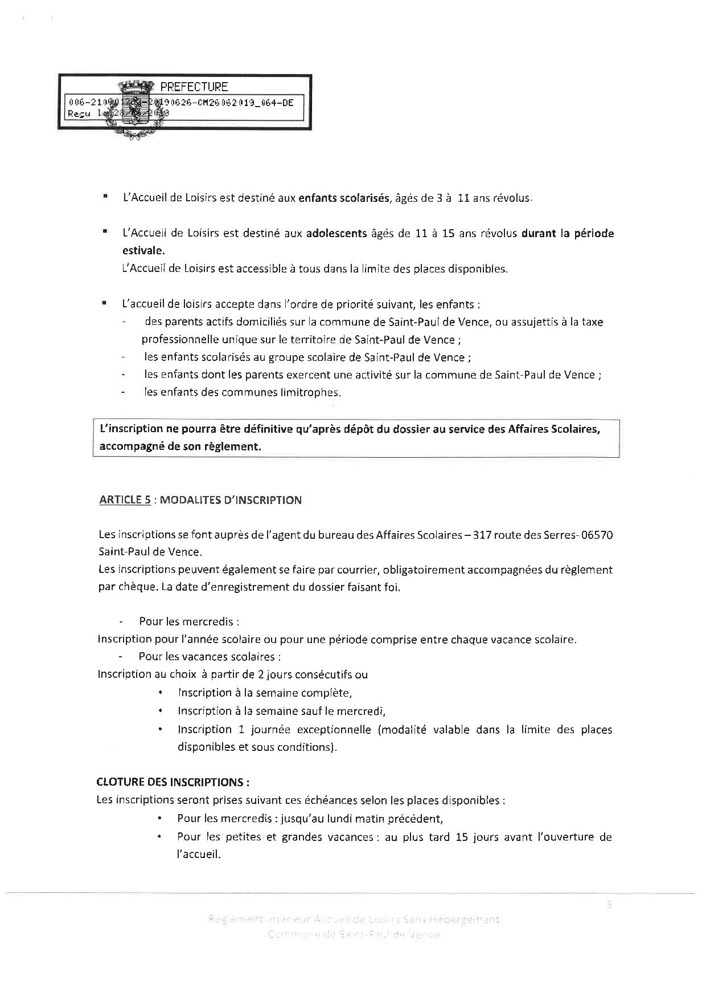 PREFECTURE
0626-CM26062019_064-DE
Reçu
▪ L'Accueil de Loisirs est destiné aux enfants scolarisés, âgés de 3 à 11 ans révolus.
▪ L'Accueil de Loisirs est destiné aux adolescents âgés de 11 à 15 ans révolus durant la période
estivale.
L'Accueil de Loisirs est accessible à tous dans la limite des places disponibles.
▪ L'accueil de loisirs accepte dans l'ordre de priorité suivant, les enfants :
- des parents actifs domiciliés sur la commune de Saint-Paul de Vence, ou assujettis à la taxe
professionnelle unique sur le territoire de Saint-Paul de Vence ;
- les enfants scolarisés au groupe scolaire de Saint-Paul de Vence ;
- les enfants dont les parents exercent une activité sur la commune de Saint-Paul de Vence ;
- les enfants des communes limitrophes.
L'inscription ne pourra être définitive qu'après dépôt du dossier au service des Affaires Scolaires,
accompagné de son règlement.
ARTICLE 5 : MODALITES D'INSCRIPTION
Les inscriptions se font auprès de l'agent du bureau des Affaires Scolaires – 317 route des Serres- 06570
Saint-Paul de Vence.
Les inscriptions peuvent également se faire par courrier, obligatoirement accompagnées du règlement
par chèque. La date d'enregistrement du dossier faisant foi.
- Pour les mercredis :
Inscription pour l'année scolaire ou pour une période comprise entre chaque vacance scolaire.
- Pour les vacances scolaires :
Inscription au choix à partir de 2 jours consécutifs ou
• Inscription à la semaine complète,
• Inscription à la semaine sauf le mercredi,
• Inscription 1 journée exceptionnelle (modalité valable dans la limite des places
disponibles et sous conditions).
CLOTURE DES INSCRIPTIONS :
Les inscriptions seront prises suivant ces échéances selon les places disponibles :
• Pour les mercredis : jusqu'au lundi matin précédent,
• Pour les petites et grandes vacances : au plus tard 15 jours avant l'ouverture de
l'accueil.
3
Règlement intérieur Accueil de Loisirs Sans Hébergement
Commune de Saint-Paul de Vence